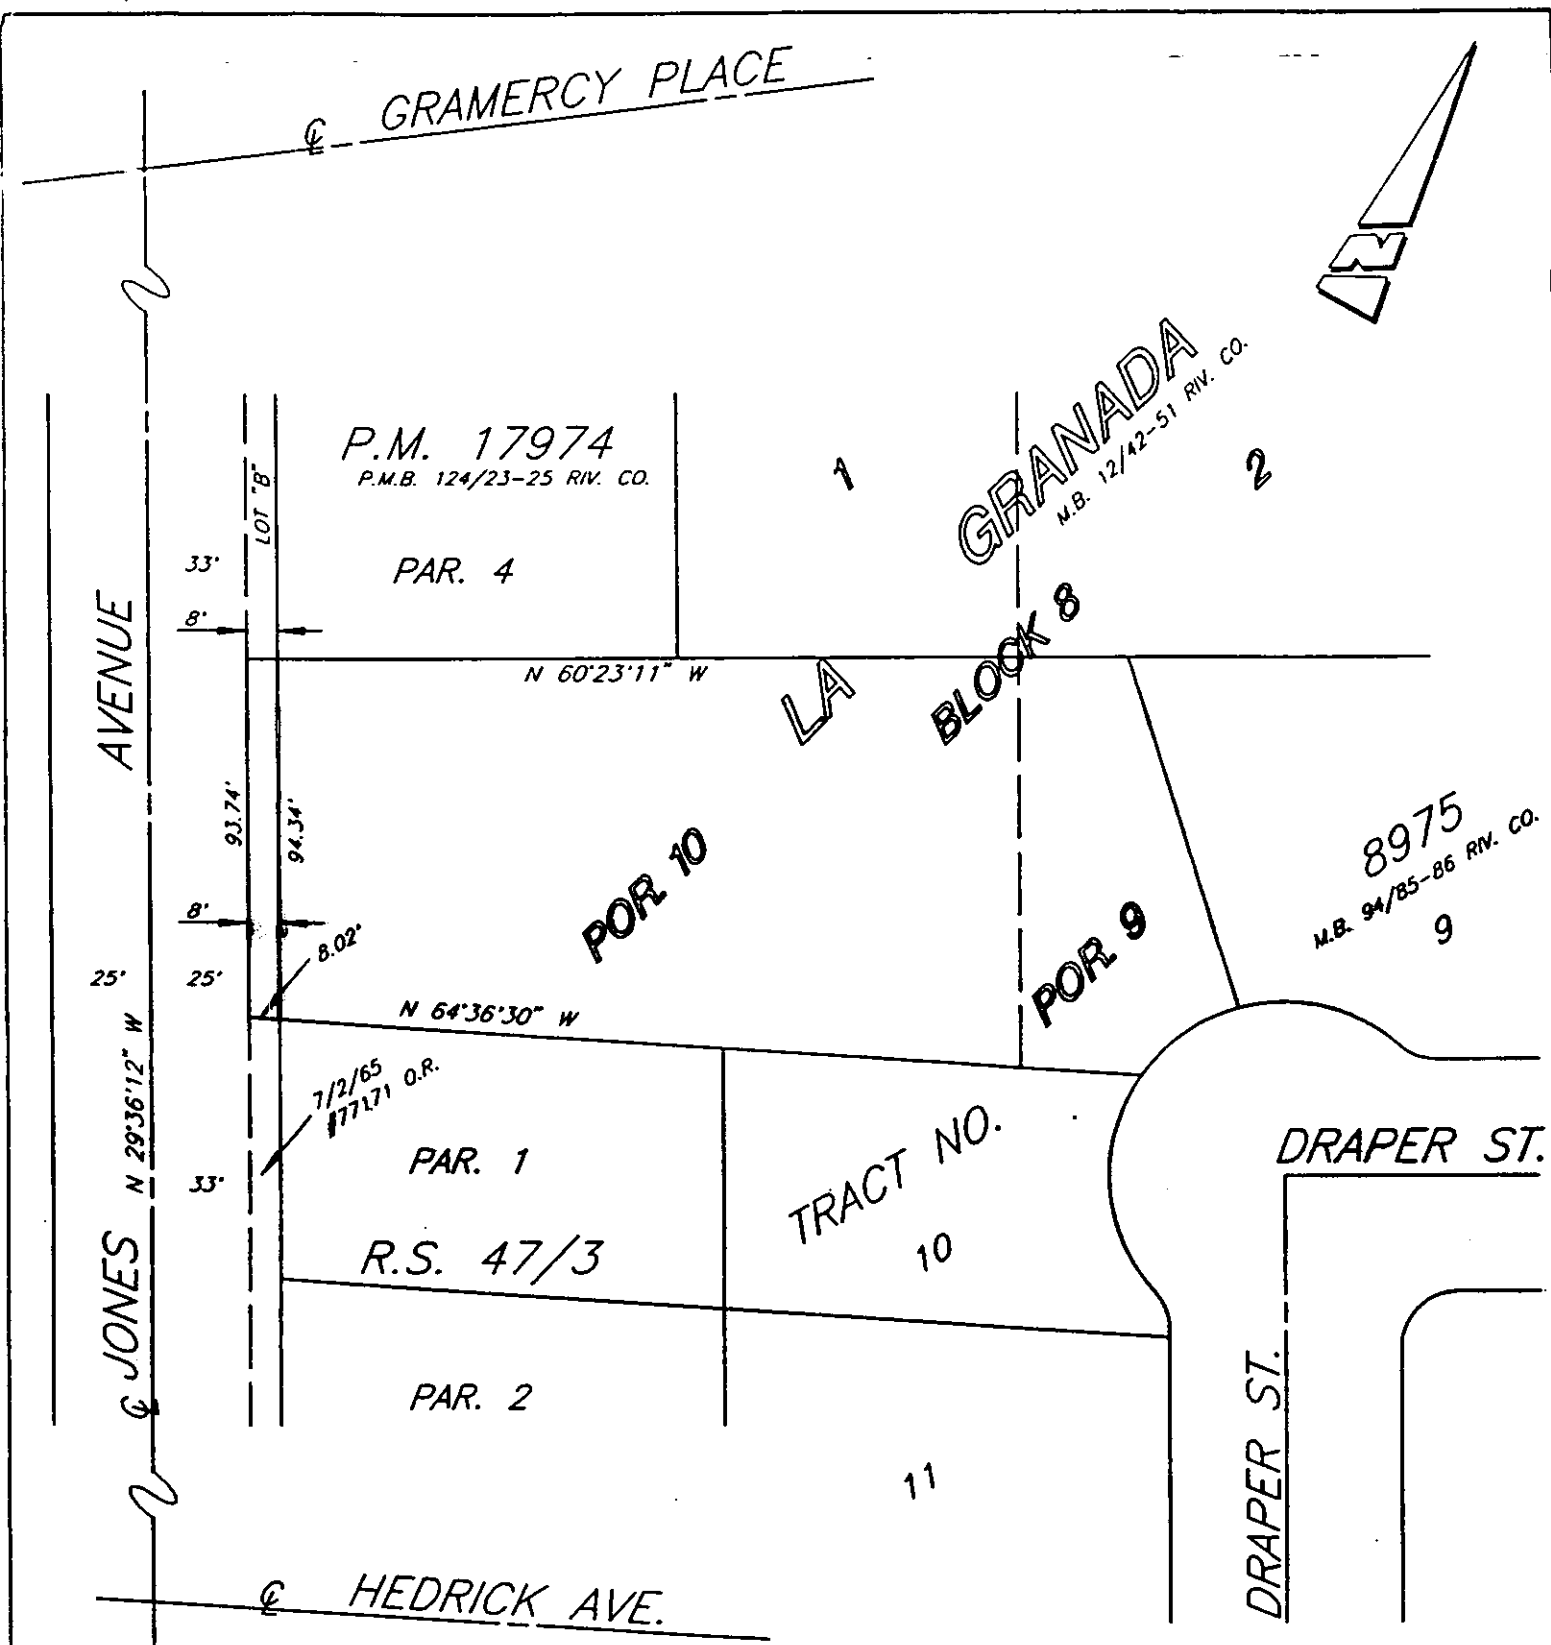 ℄ GRAMERCY PLACE
N
GRANADA
M.B. 12/42-51 RIV. CO.
P.M. 17974
P.M.B. 124/23-25 RIV. CO.
LOT "B"
1
2
33'
PAR. 4
8'
BLOCK 8
AVENUE
N 60°23'11" W
LA
93.74'
94.34'
POR. 10
8975
M.B. 94/85-86 RIV. CO.
9
8'
8.02'
POR. 9
25'
25'
N 64°36'30" W
N 29°36'12" W
7/2/65
#77171 O.R.
PAR. 1
33'
TRACT NO.
DRAPER ST.
R.S. 47/3
10
℄ JONES
PAR. 2
DRAPER ST.
11
℄ HEDRICK AVE.